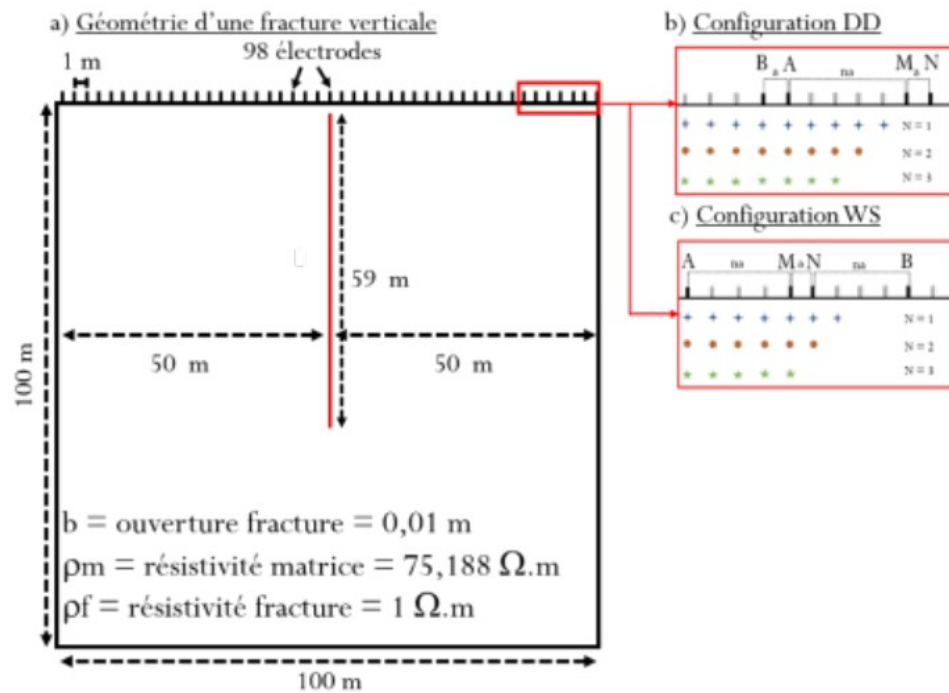 a) Géométrie d'une fracture verticale
98 électrodes
1 m
59 m
50 m
50 m
100 m
b = ouverture fracture = 0,01 m
ρm = résistivité matrice = 75,188 Ω.m
ρf = résistivité fracture = 1 Ω.m
100 m
b) Configuration DD
B a A na M a N
N = 1
N = 2
N = 3
c) Configuration WS
A na M a N na B
N = 1
N = 2
N = 3